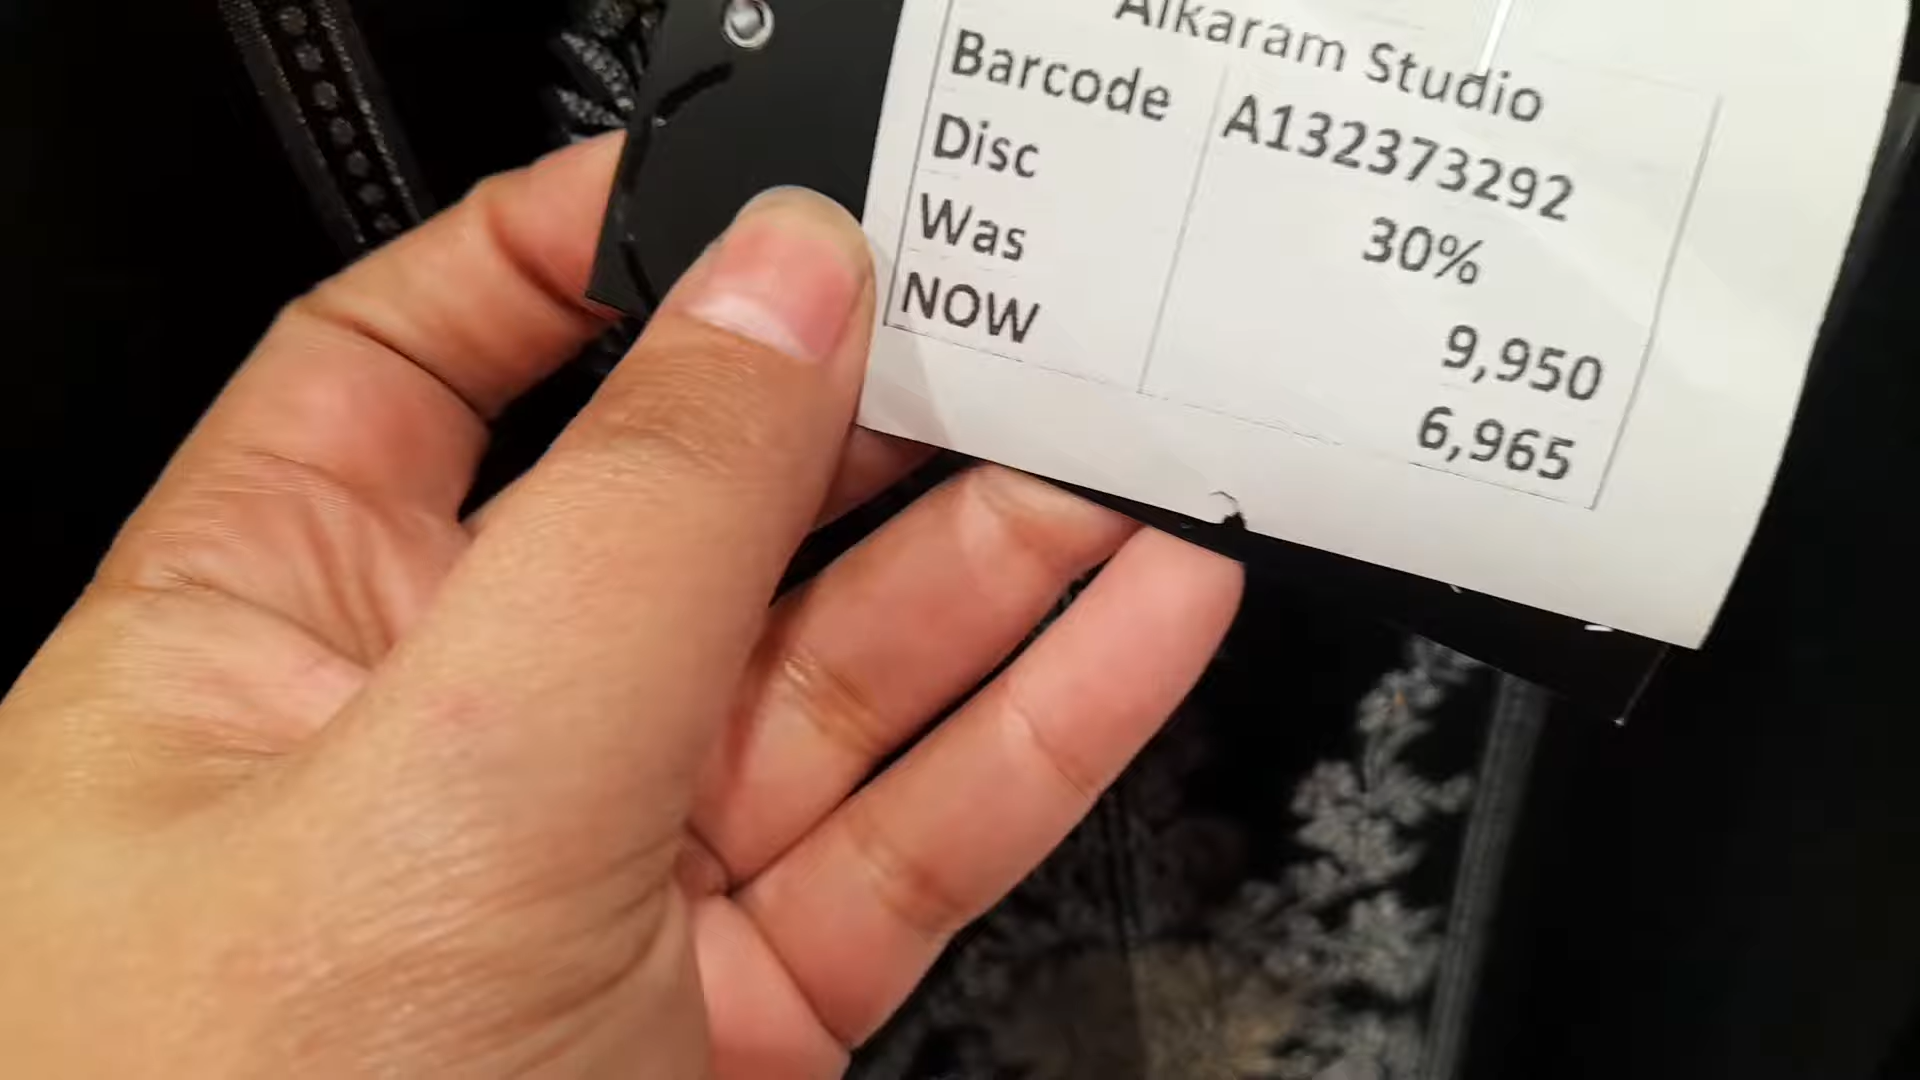 Alkaram Studio
Barcode A132373292
Disc 30%
Was 9,950
NOW 6,965